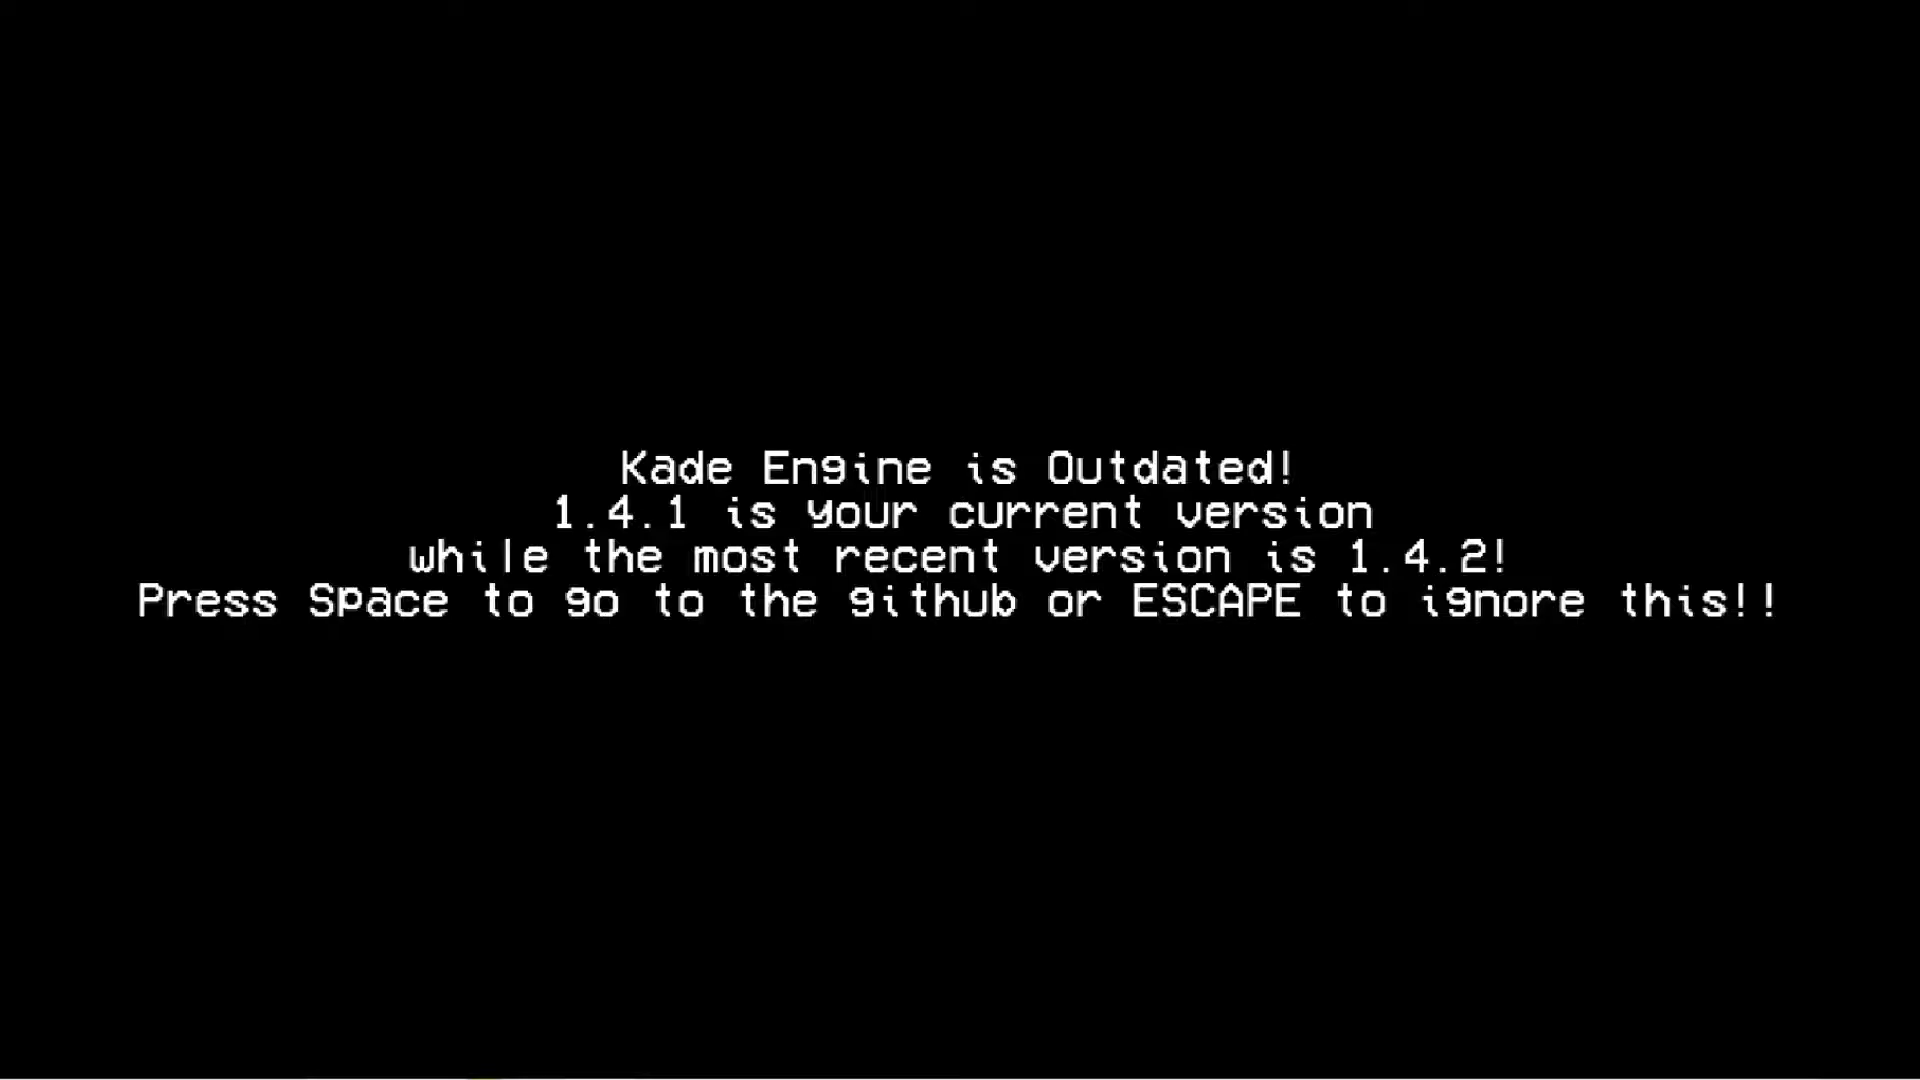 Kade Engine is Outdated!
1.4.1 is your current version
while the most recent version is 1.4.2!
Press Space to go to the github or ESCAPE to ignore this!!